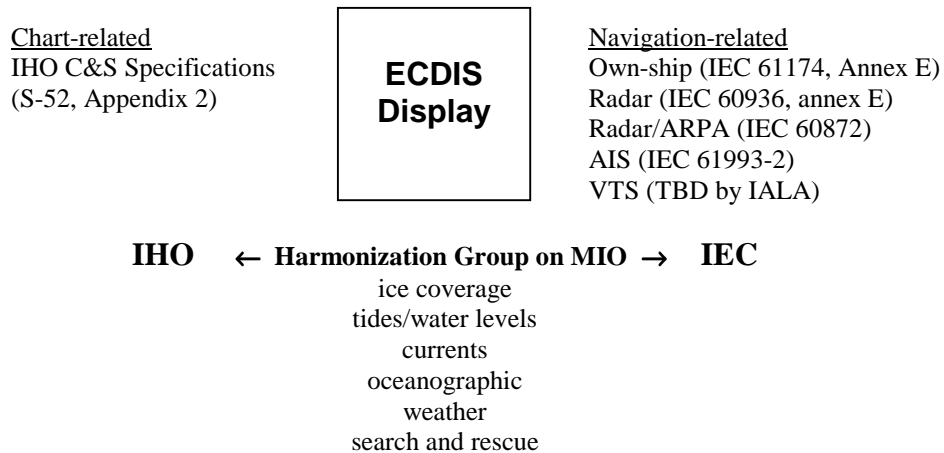 Chart-related
IHO C&S Specifications
(S-52, Appendix 2)
ECDIS
Display
Navigation-related
Own-ship (IEC 61174, Annex E)
Radar (IEC 60936, annex E)
Radar/ARPA (IEC 60872)
AIS (IEC 61993-2)
VTS (TBD by IALA)
IHO ← Harmonization Group on MIO → IEC
ice coverage
tides/water levels
currents
oceanographic
weather
search and rescue